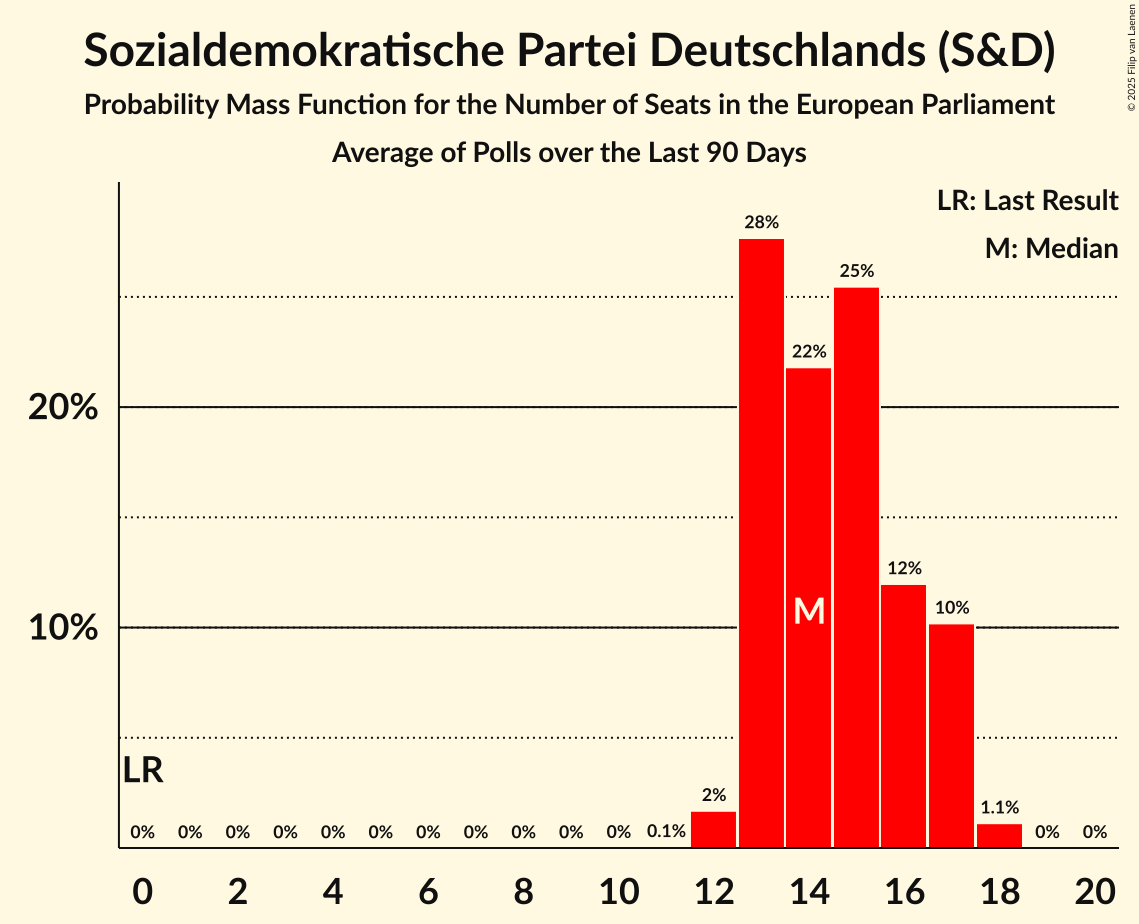 Sozialdemokratische Partei Deutschlands (S&D)
Probability Mass Function for the Number of Seats in the European Parliament
Average of Polls over the Last 90 Days
© 2025 Filip van Laenen
LR: Last Result
M: Median
28%
25%
22%
20%
12%
10%
10%
M
LR
2%
1.1%
0% 0% 0% 0% 0% 0% 0% 0% 0% 0% 0% 0.1% 0% 0%
0 2 4 6 8 10 12 14 16 18 20